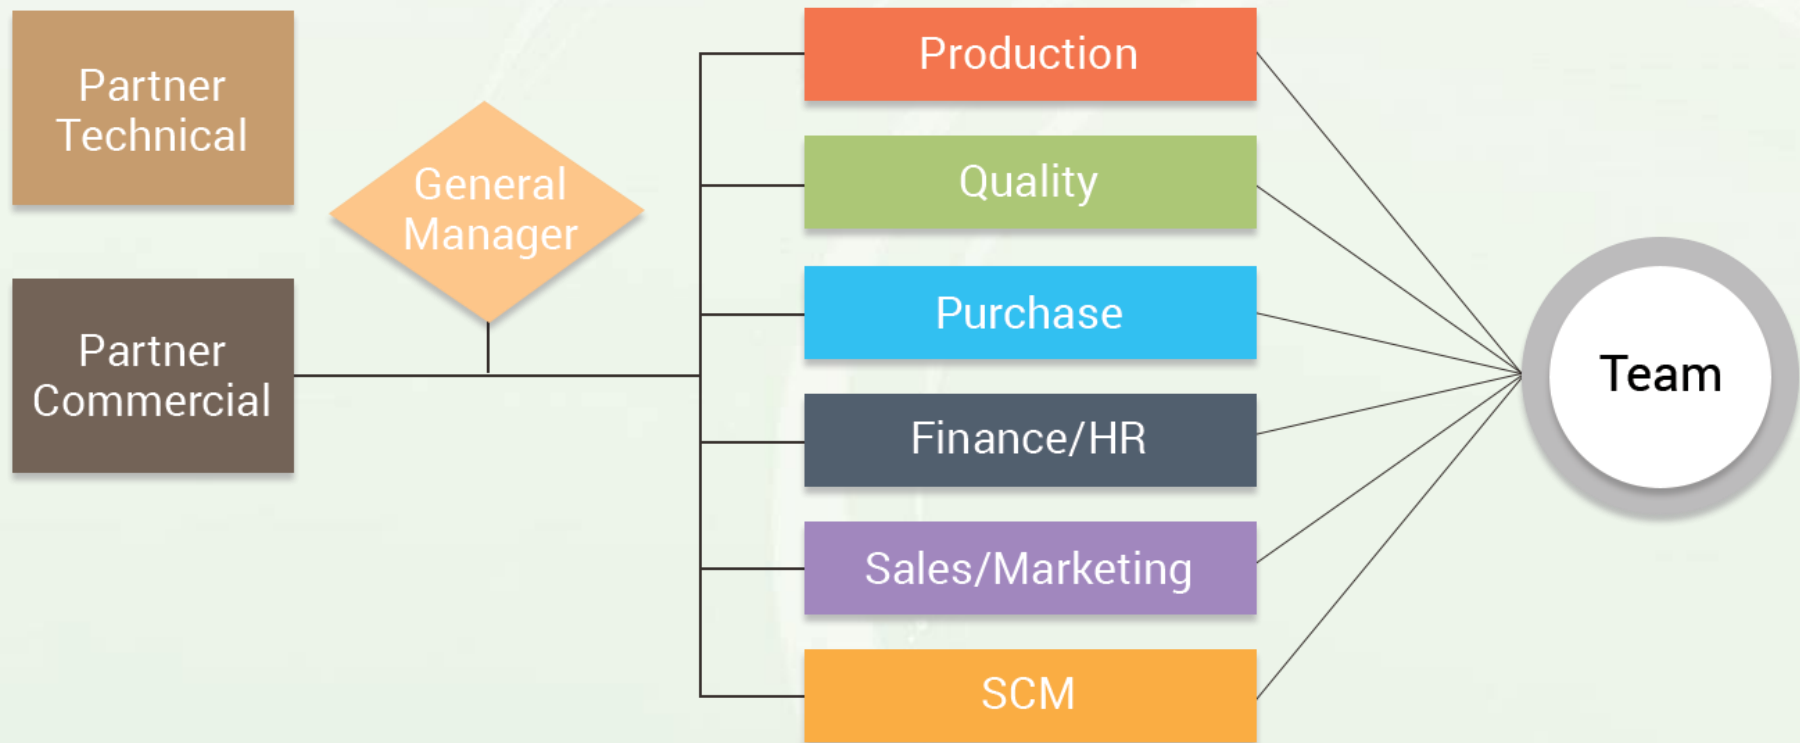 Partner
Technical
Partner
Commercial
General
Manager
Production
Quality
Purchase
Finance/HR
Sales/Marketing
SCM
Team